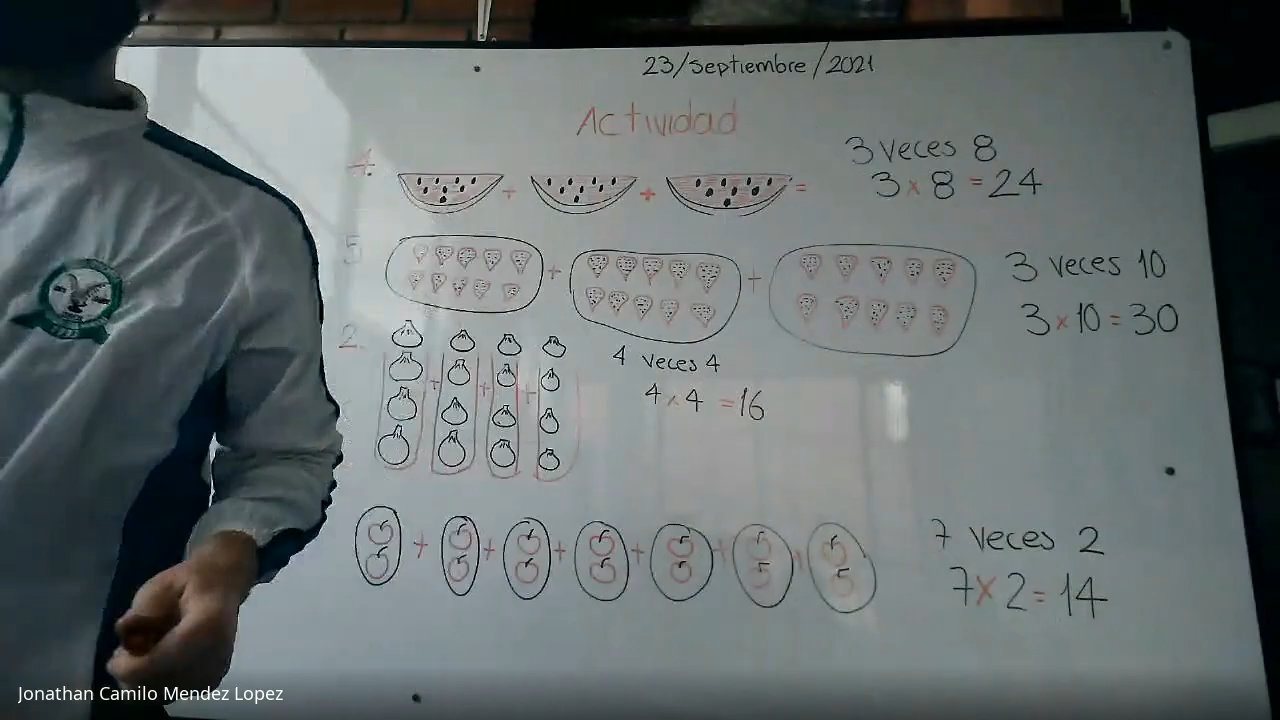 23/Septiembre/2021
Actividad
4
3 veces 8
+ + =
3 x 8 = 24
5
+ +
3 veces 10
3 x 10 = 30
2
+ + +
4 veces 4
4 x 4 = 16
+ + + + + +
7 veces 2
7 x 2 = 14
Jonathan Camilo Mendez Lopez